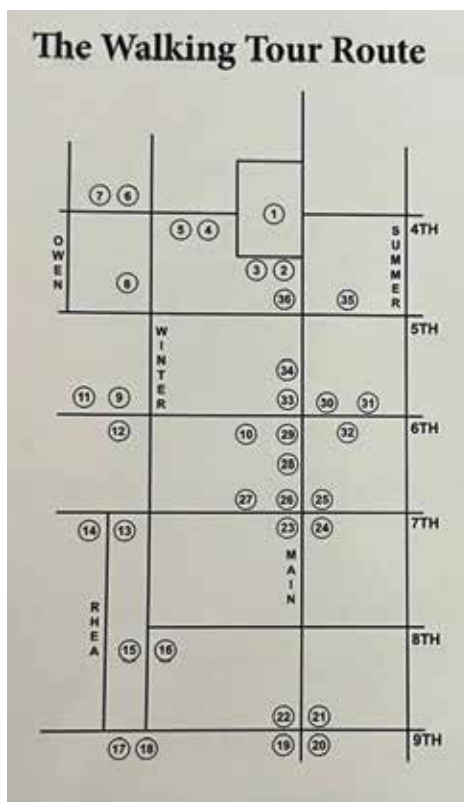 The Walking Tour Route
7 6
1
5 4
4TH
OWEN
SUMMER
3 2
8
36 35
5TH
WINTER
34
11 9
33 30 31
6TH
12
10 29 32
28
27 26 25
7TH
14 13
23 24
MAIN
RHEA
8TH
15 16
22 21
9TH
17 18
19 20